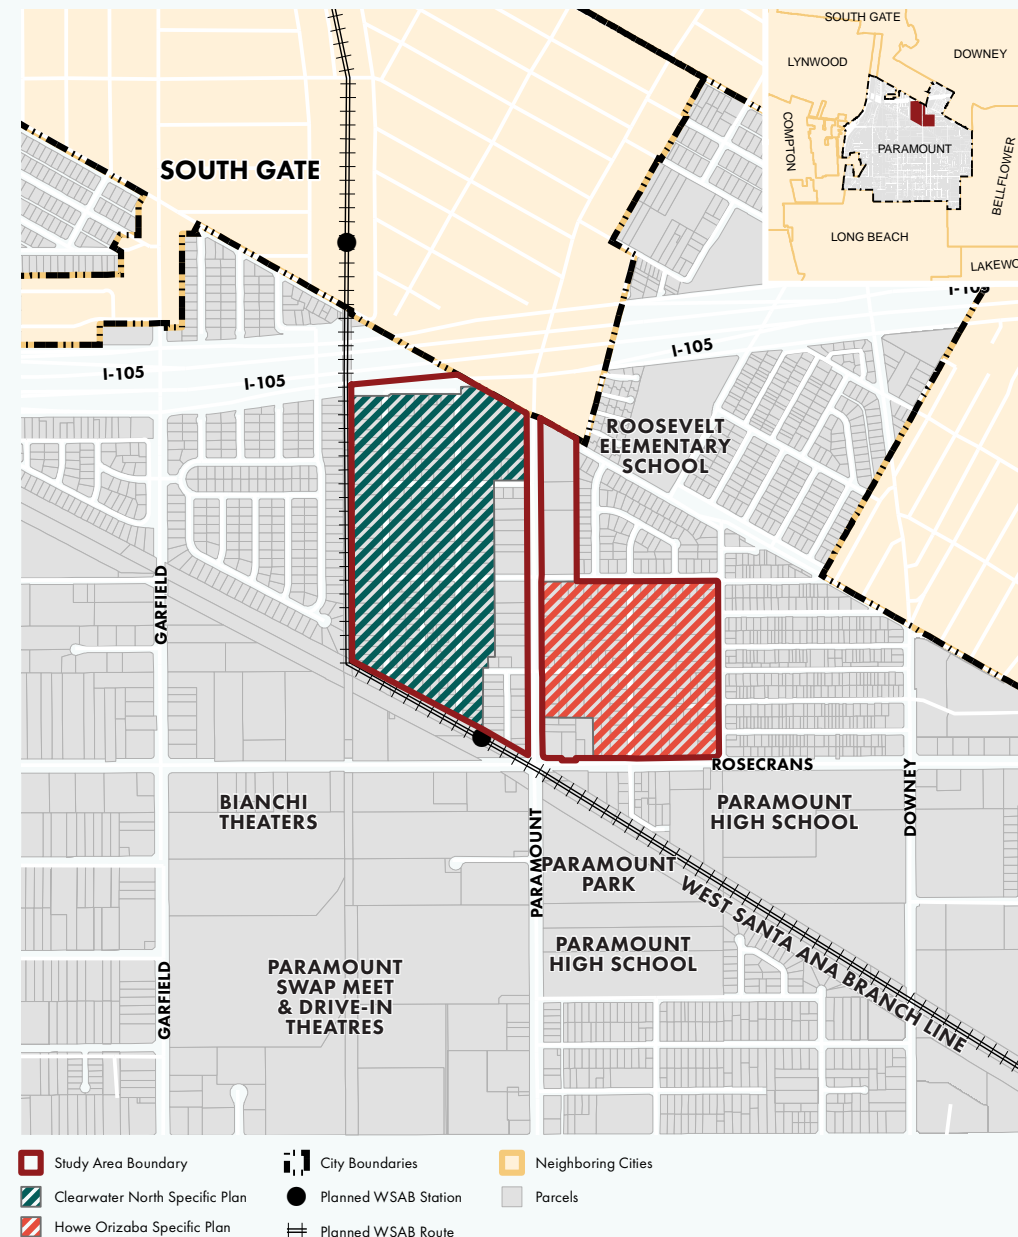 SOUTH GATE
DOWNEY
LYNWOOD
COMPTON
PARAMOUNT
BELLFLOWER
LONG BEACH
LAKEWO
I-105
SOUTH GATE
I-105
I-105
I-105
ROOSEVELT
ELEMENTARY
SCHOOL
GARFIELD
ROSECRANS
BIANCHI
THEATERS
PARAMOUNT
HIGH SCHOOL
DOWNEY
PARAMOUNT
PARAMOUNT
PARK
WEST SANTA ANA BRANCH LINE
PARAMOUNT
HIGH SCHOOL
GARFIELD
PARAMOUNT
SWAP MEET
& DRIVE-IN
THEATRES
Study Area Boundary
City Boundaries
Neighboring Cities
Clearwater North Specific Plan
Planned WSAB Station
Parcels
Howe Orizaba Specific Plan
Planned WSAB Route